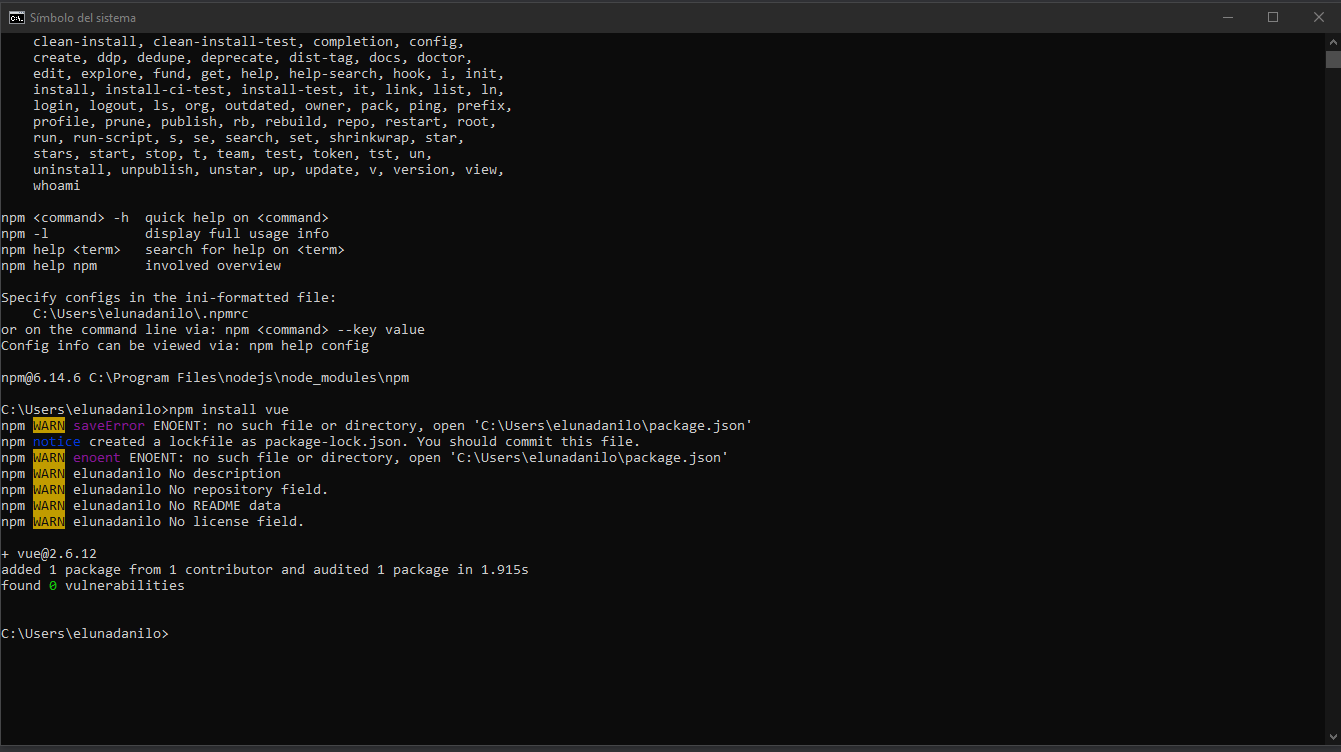 Símbolo del sistema
clean-install, clean-install-test, completion, config,
create, ddp, dedupe, deprecate, dist-tag, docs, doctor,
edit, explore, fund, get, help, help-search, hook, i, init,
install, install-ci-test, install-test, it, link, list, ln,
login, logout, ls, org, outdated, owner, pack, ping, prefix,
profile, prune, publish, rb, rebuild, repo, restart, root,
run, run-script, s, se, search, set, shrinkwrap, star,
stars, start, stop, t, team, test, token, tst, un,
uninstall, unpublish, unstar, up, update, v, version, view,
whoami
npm <command> -h  quick help on <command>
npm -l            display full usage info
npm help <term>   search for help on <term>
npm help npm      involved overview
Specify configs in the ini-formatted file:
C:\Users\elunadanilo\.npmrc
or on the command line via: npm <command> --key value
Config info can be viewed via: npm help config
npm@6.14.6 C:\Program Files\nodejs\node_modules\npm
C:\Users\elunadanilo>npm install vue
npm WARN saveError ENOENT: no such file or directory, open 'C:\Users\elunadanilo\package.json'
npm notice created a lockfile as package-lock.json. You should commit this file.
npm WARN enoent ENOENT: no such file or directory, open 'C:\Users\elunadanilo\package.json'
npm WARN elunadanilo No description
npm WARN elunadanilo No repository field.
npm WARN elunadanilo No README data
npm WARN elunadanilo No license field.
+ vue@2.6.12
added 1 package from 1 contributor and audited 1 package in 1.915s
found 0 vulnerabilities
C:\Users\elunadanilo>